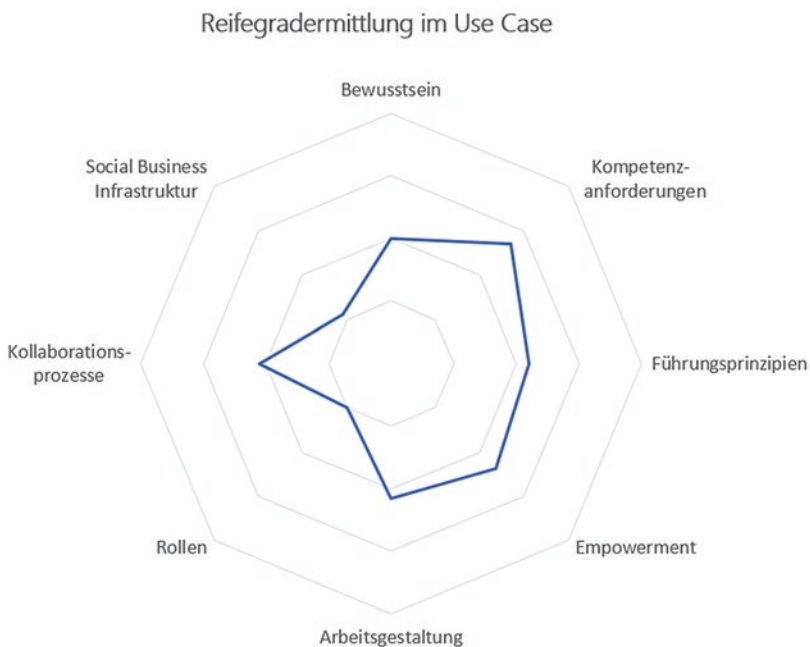 Reifegradermittlung im Use Case
Bewusstsein
Social Business
Infrastruktur
Kompetenz-
anforderungen
Kollaborations-
prozesse
Führungsprinzipien
Rollen
Empowerment
Arbeitsgestaltung